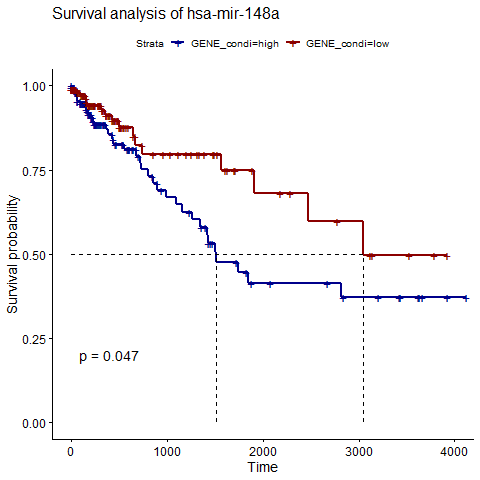 Survival analysis of hsa-mir-148a
Strata GENE_condi=high GENE_condi=low
1.00
0.75
0.50
0.25
0.00
Survival probability
p = 0.047
0 1000 2000 3000 4000
Time